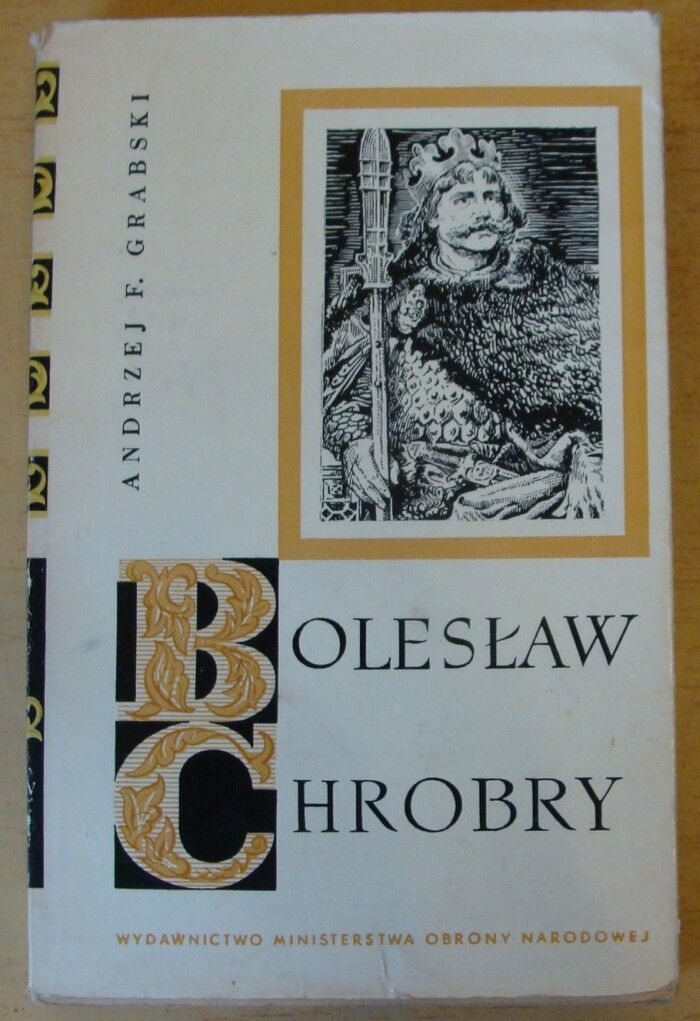 ANDRZEJ F. GRABSKI
BOLESŁAW
CHROBRY
WYDAWNICTWO MINISTERSTWA OBRONY NARODOWEJ